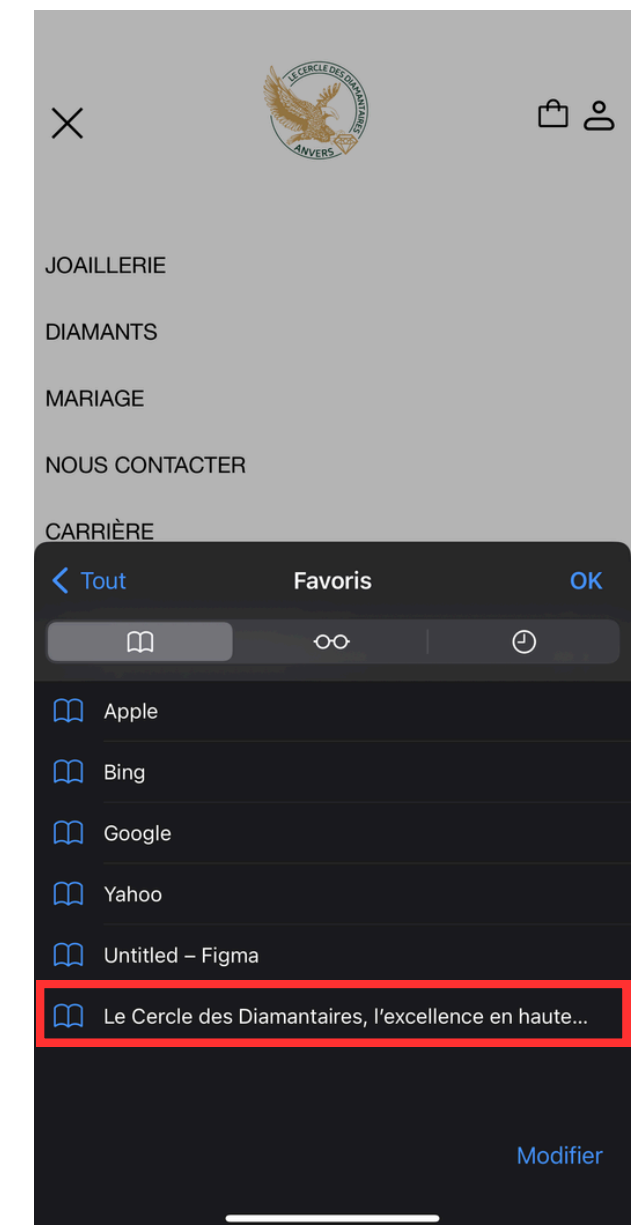 LE CERCLE DES DIAMANTAIRES
ANVERS
JOAILLERIE
DIAMANTS
MARIAGE
NOUS CONTACTER
CARRIÈRE
Tout
Favoris
OK
Apple
Bing
Google
Yahoo
Untitled – Figma
Le Cercle des Diamantaires, l’excellence en haute...
Modifier